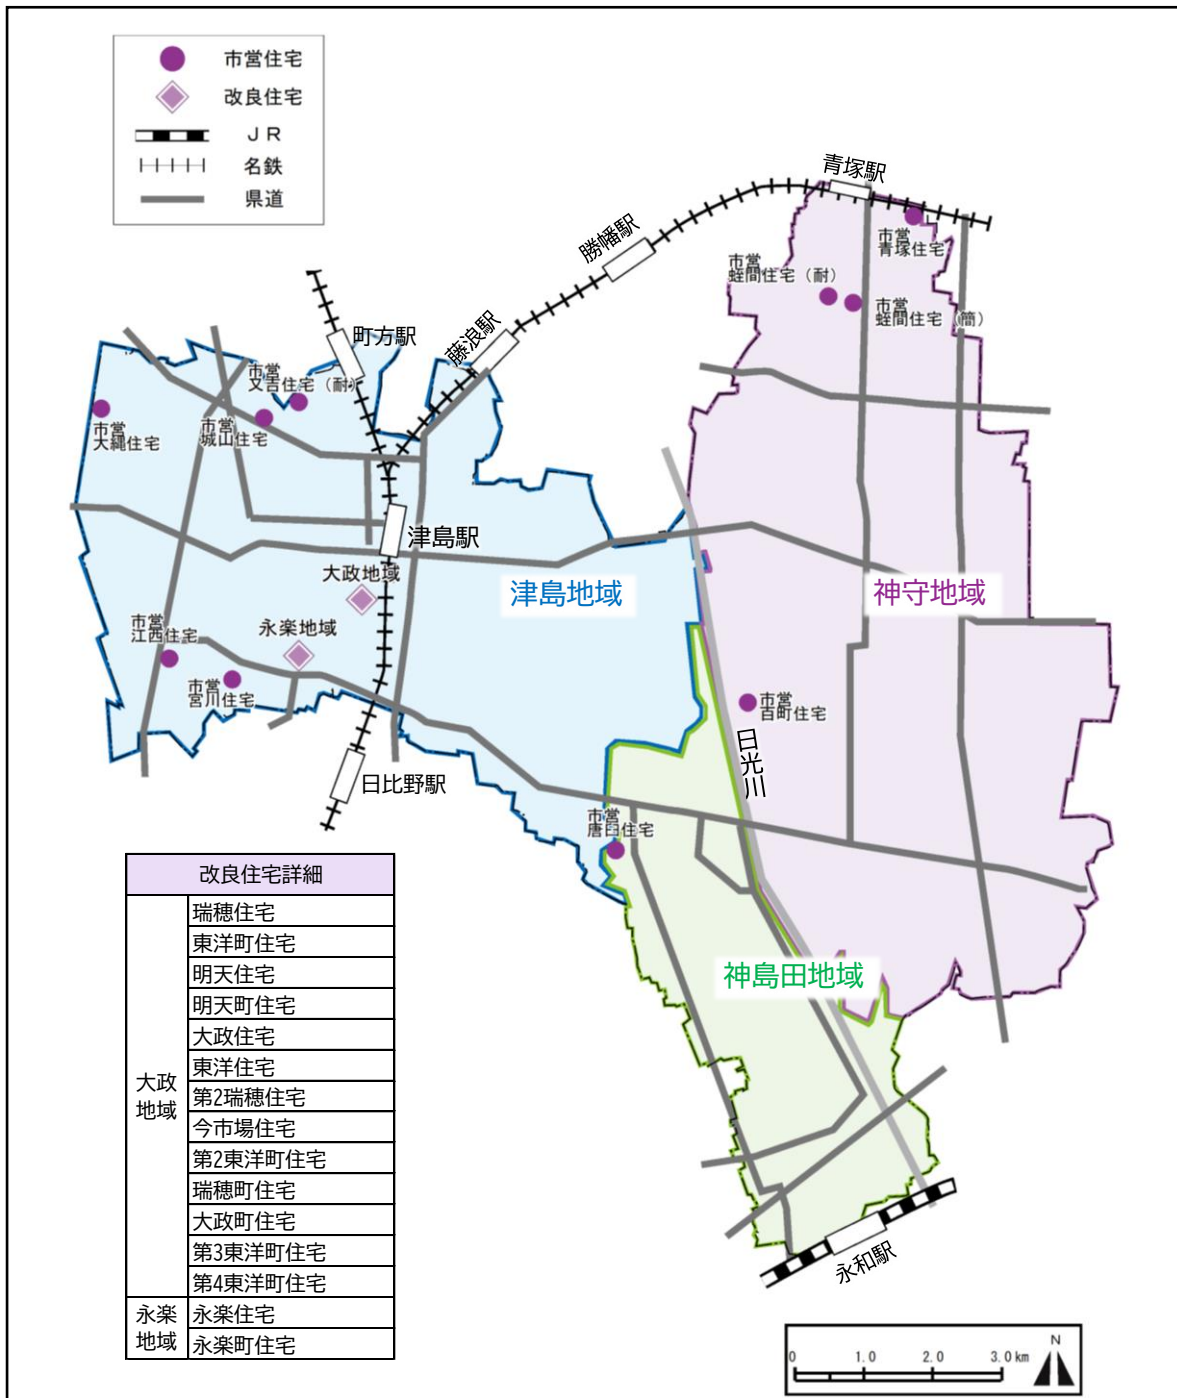 市営住宅
改良住宅
ＪＲ
名鉄
県道
青塚駅
勝幡駅
市営
青塚住宅
市営
蛭間住宅（耐）
市営
蛭間住宅（簡）
町方駅
藤浪駅
市営
又吉住宅（耐）
市営
大縄住宅
市営
城山住宅
津島駅
大政地域
津島地域
神守地域
永楽地域
市営
江西住宅
市営
宮川住宅
市営
百町住宅
日光川
日比野駅
市営
唐臼住宅
神島田地域
永和駅
改良住宅詳細
大政
地域
瑞穂住宅
東洋町住宅
明天住宅
明天町住宅
大政住宅
東洋住宅
第2瑞穂住宅
今市場住宅
第2東洋町住宅
瑞穂町住宅
大政町住宅
第3東洋町住宅
第4東洋町住宅
永楽
地域
永楽住宅
永楽町住宅
0 1.0 2.0 3.0km
N